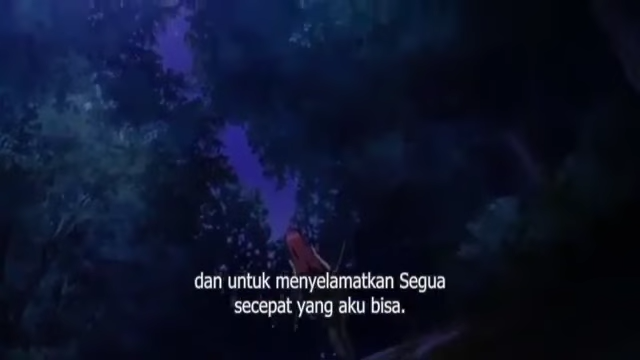 dan untuk menyelamatkan Segua
secepat yang aku bisa.